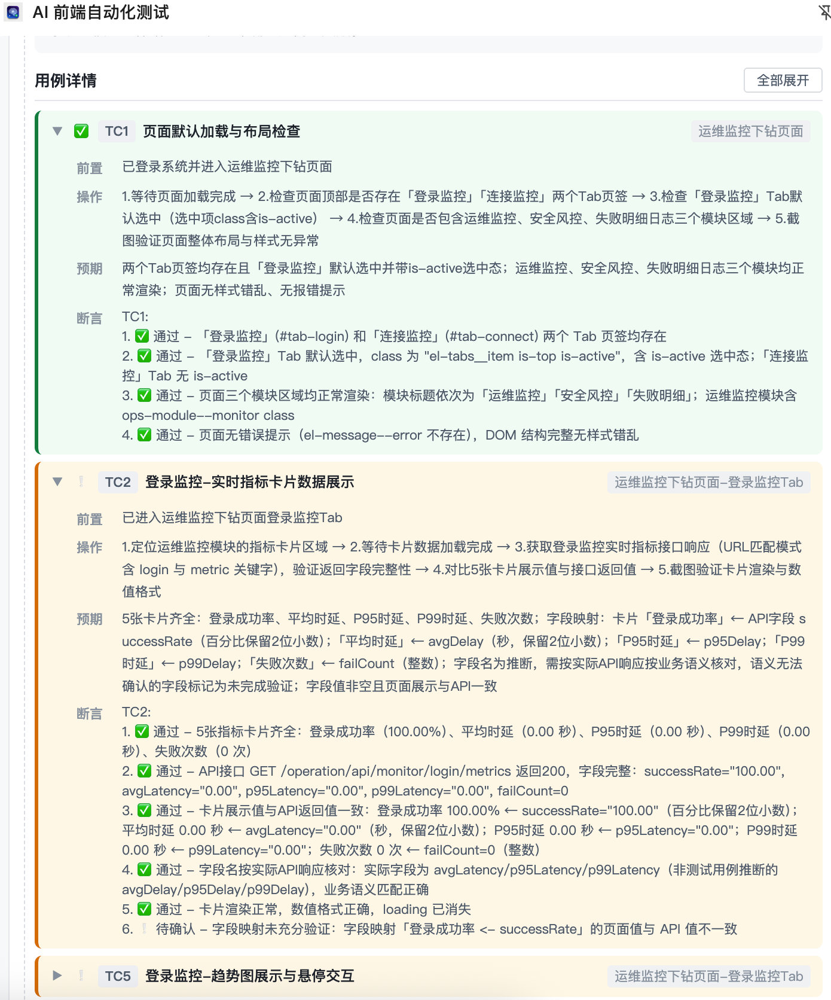 AI 前端自动化测试
用例详情
全部展开
TC1 页面默认加载与布局检查
运维监控下钻页面
前置 已登录系统并进入运维监控下钻页面
操作 1.等待页面加载完成 → 2.检查页面顶部是否存在「登录监控」「连接监控」两个Tab页签 → 3.检查「登录监控」Tab默
认选中（选中项class含is-active） → 4.检查页面是否包含运维监控、安全风控、失败明细日志三个模块区域 → 5.截
图验证页面整体布局与样式无异常
预期 两个Tab页签均存在且「登录监控」默认选中并带is-active选中态；运维监控、安全风控、失败明细日志三个模块均正
常渲染；页面无样式错乱、无报错提示
断言 TC1:
1. ✅ 通过 – 「登录监控」(#tab-login) 和「连接监控」(#tab-connect) 两个 Tab 页签均存在
2. ✅ 通过 – 「登录监控」Tab 默认选中，class 为 "el-tabs__item is-top is-active"，含 is-active 选中态；「连接监
控」Tab 无 is-active
3. ✅ 通过 – 页面三个模块区域均正常渲染：模块标题依次为「运维监控」「安全风控」「失败明细」；运维监控模块含
ops-module--monitor class
4. ✅ 通过 – 页面无错误提示（el-message--error 不存在），DOM 结构完整无样式错乱
TC2 登录监控-实时指标卡片数据展示
运维监控下钻页面-登录监控Tab
前置 已进入运维监控下钻页面登录监控Tab
操作 1.定位运维监控模块的指标卡片区域 → 2.等待卡片数据加载完成 → 3.获取登录监控实时指标接口响应（URL匹配模式
含 login 与 metric 关键字），验证返回字段完整性 → 4.对比5张卡片展示值与接口返回值 → 5.截图验证卡片渲染与数
值格式
预期 5张卡片齐全：登录成功率、平均时延、P95时延、P99时延、失败次数；字段映射：卡片「登录成功率」← API字段 s
uccessRate（百分比保留2位小数）；「平均时延」← avgDelay（秒，保留2位小数）；「P95时延」← p95Delay；「P99
时延」← p99Delay；「失败次数」← failCount（整数）；字段名为推断，需按实际API响应按业务语义核对，语义无法
确认的字段标记为未完成验证；字段值非空且页面展示与API一致
断言 TC2:
1. ✅ 通过 – 5张指标卡片齐全：登录成功率（100.00%）、平均时延（0.00 秒）、P95时延（0.00 秒）、P99时延（0.00
秒）、失败次数（0 次）
2. ✅ 通过 – API接口 GET /operation/api/monitor/login/metrics 返回200，字段完整：successRate="100.00",
avgLatency="0.00", p95Latency="0.00", p99Latency="0.00", failCount=0
3. ✅ 通过 – 卡片展示值与API返回值一致：登录成功率 100.00% ← successRate="100.00"（百分比保留2位小数）；
平均时延 0.00 秒 ← avgLatency="0.00"（秒，保留2位小数）；P95时延 0.00 秒 ← p95Latency="0.00"；P99时延
0.00 秒 ← p99Latency="0.00"；失败次数 0 次 ← failCount=0（整数）
4. ✅ 通过 – 字段名按实际API响应核对：实际字段为 avgLatency/p95Latency/p99Latency（非测试用例推断的
avgDelay/p95Delay/p99Delay），业务语义匹配正确
5. ✅ 通过 – 卡片渲染正常，数值格式正确，loading 已消失
6. ❕ 待确认 – 字段映射未充分验证：字段映射「登录成功率 <- successRate」的页面值与 API 值不一致
TC5 登录监控-趋势图展示与悬停交互
运维监控下钻页面-登录监控Tab